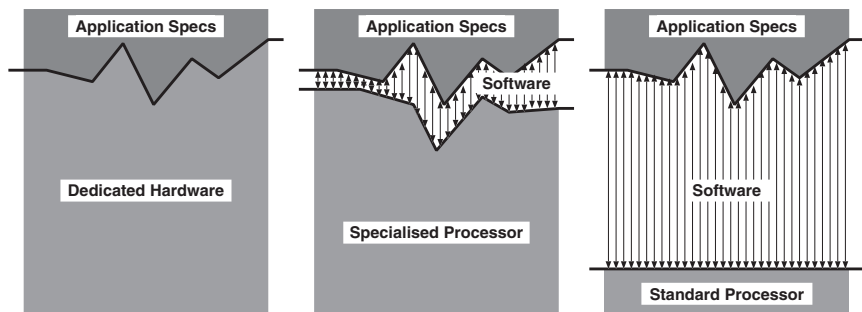 Application Specs
Dedicated Hardware
Application Specs
Software
Specialised Processor
Application Specs
Software
Standard Processor